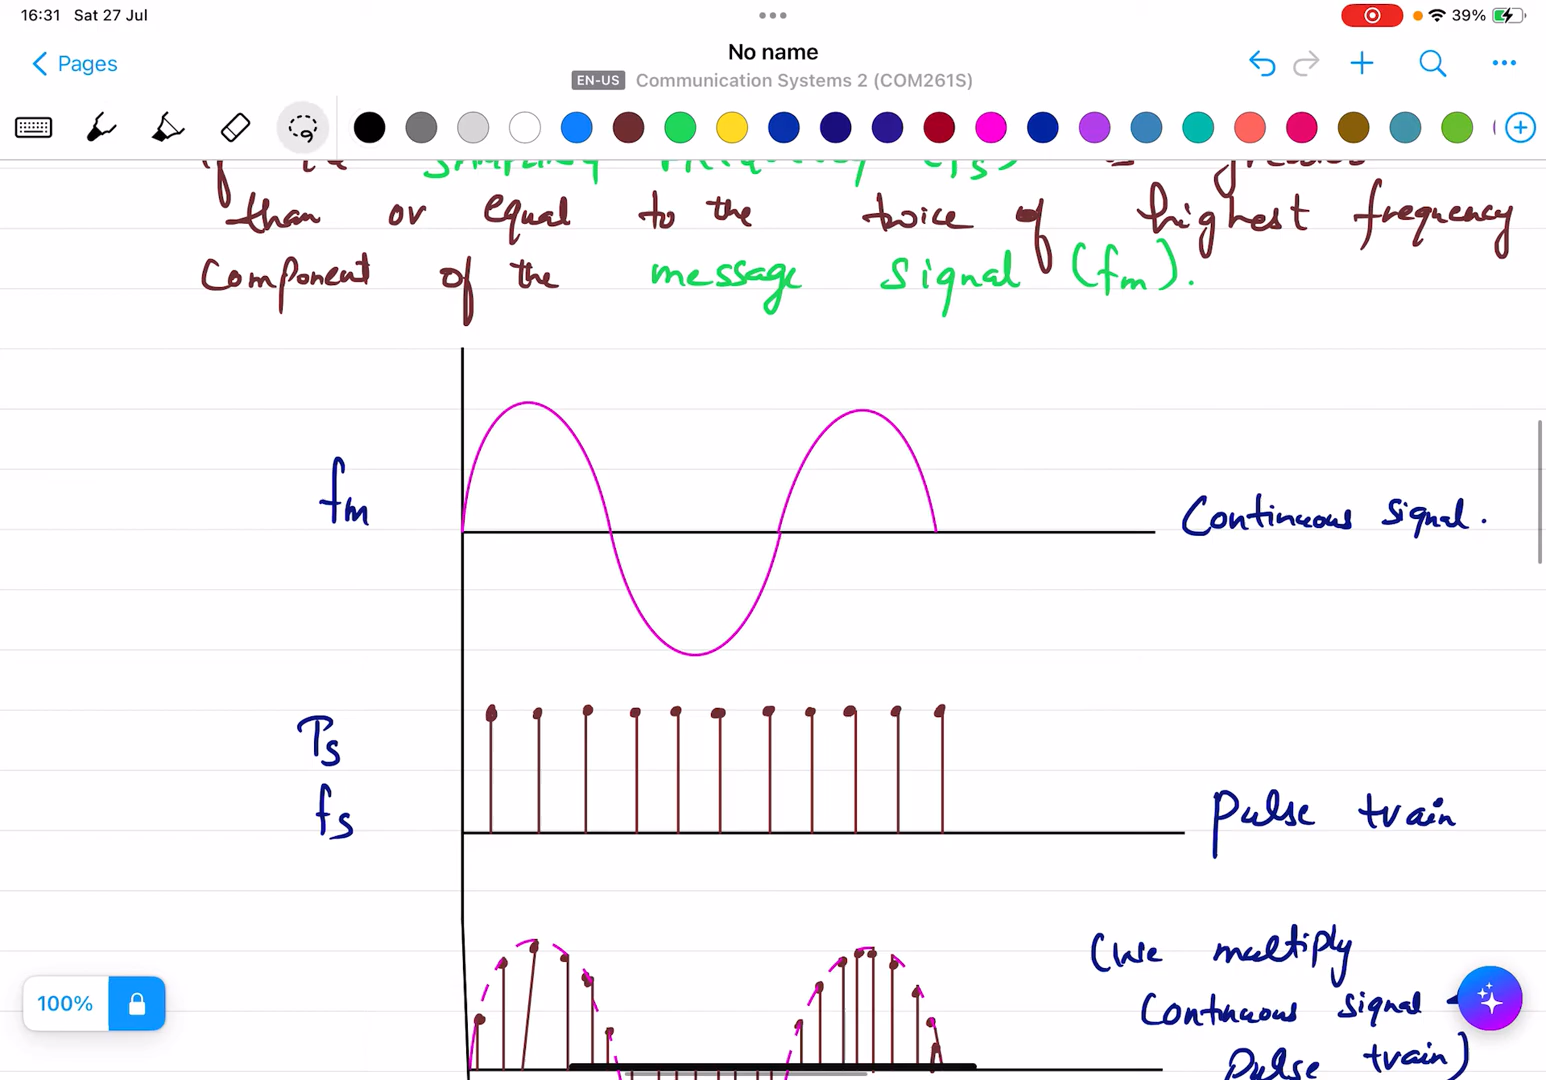 16:31 Sat 27 Jul
39%
Pages
No name
EN-US Communication Systems 2 (COM261S)
than or equal to the twice of highest frequency
component of the message signal (fm).
fm
Continuous signal.
Ts
fs
Pulse train
(we multiply
Continuous signal
Pulse train)
100%